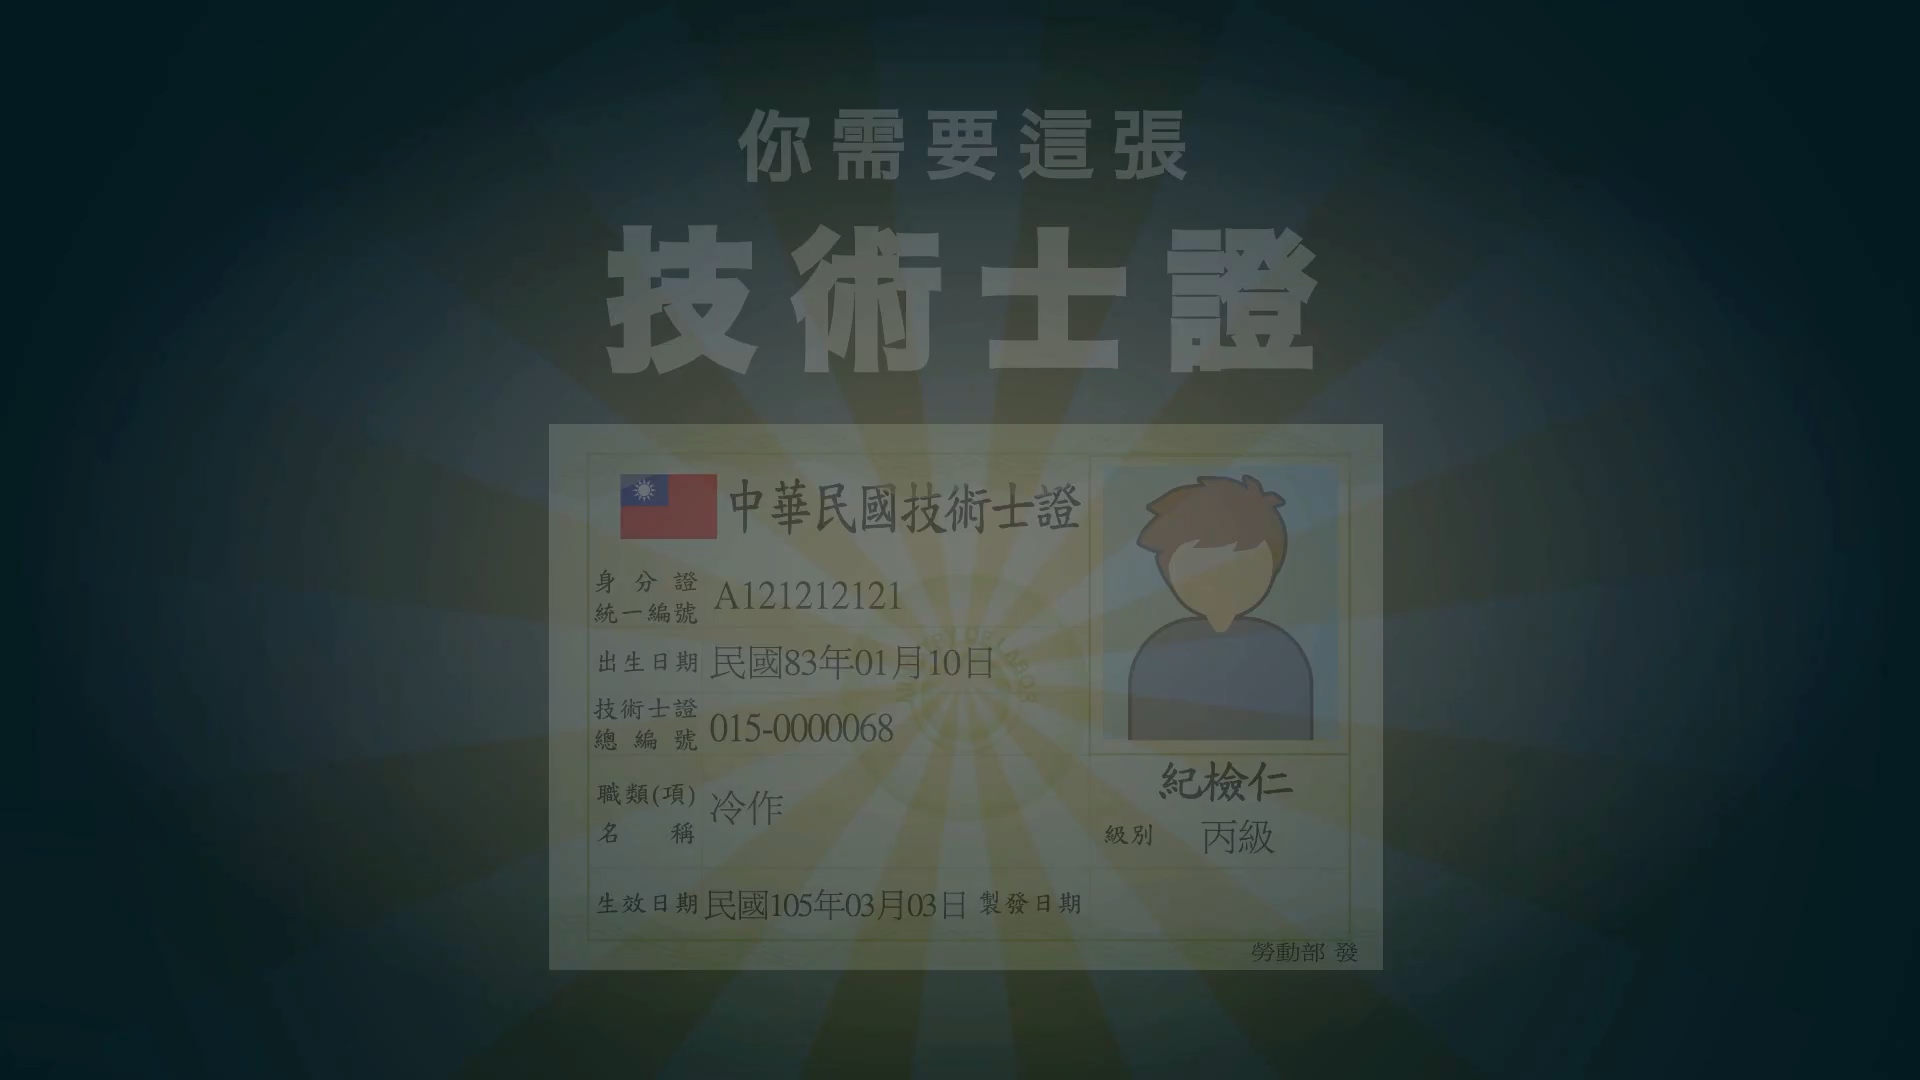 你需要這張
技術士證
中華民國技術士證
身分證
統一編號
A121212121
出生日期 民國83年01月10日
技術士證
總編號
015-0000068
職類(項)
名稱
冷作
紀檢仁
級別 丙級
生效日期 民國105年03月03日 製發日期
勞動部 發